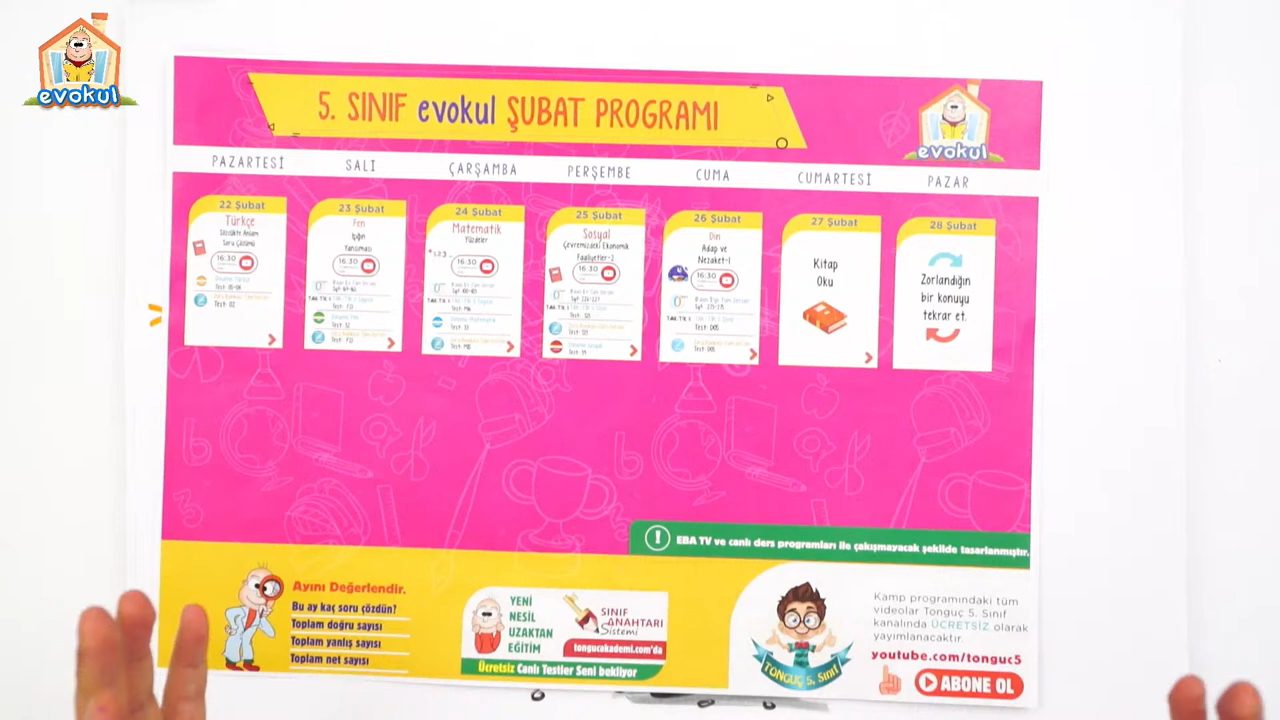 evokul
5. SINIF evokul ŞUBAT PROGRAMI
evokul
PAZARTESİ
SALI
ÇARŞAMBA
PERŞEMBE
CUMA
CUMARTESİ
PAZAR
22 Şubat
Türkçe
Sözcükte Anlam
Soru Çözümü
16:30
23 Şubat
Fen
Işığın
Yansıması
16:30
24 Şubat
Matematik
Yüzdeler
16:30
25 Şubat
Sosyal
Çevremizdeki Ekonomik
Faaliyetler-2
16:30
26 Şubat
Din
Adap ve
Nezaket-1
16:30
27 Şubat
Kitap
Oku
28 Şubat
Zorlandığın
bir konuyu
tekrar et.
! EBA TV ve canlı ders programları ile çakışmayacak şekilde tasarlanmıştır.
Ayını Değerlendir.
Bu ay kaç soru çözdün?
Toplam doğru sayısı
Toplam yanlış sayısı
Toplam net sayısı
YENİ
NESİL
UZAKTAN
EĞİTİM
SINIF
ANAHTARI
Sistemi
tongucakademi.com'da
Ücretsiz Canlı Testler Seni bekliyor
TONGUÇ 5. Sınıf
Kamp programındaki tüm
videolar Tonguç 5. Sınıf
kanalında ÜCRETSİZ olarak
yayımlanacaktır.
youtube.com/tonguc5
ABONE OL